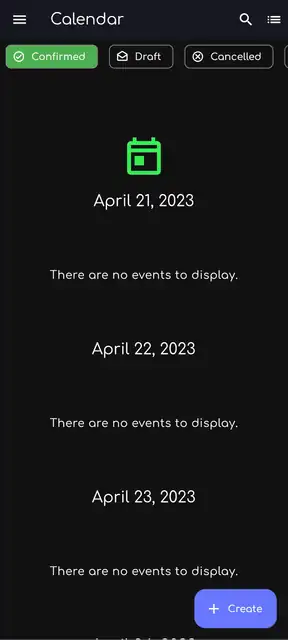 Calendar
Confirmed
Draft
Cancelled
April 21, 2023
There are no events to display.
April 22, 2023
There are no events to display.
April 23, 2023
There are no events to display.
Create